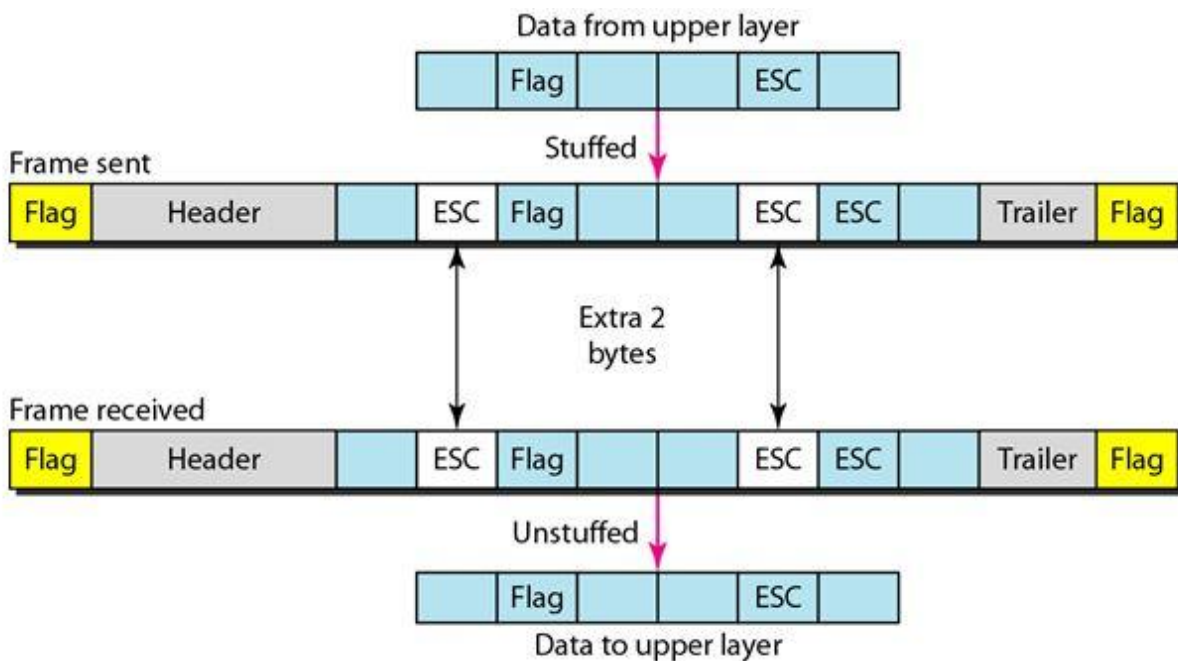 Data from upper layer
Flag ESC
Stuffed
Frame sent
Flag Header ESC Flag ESC ESC Trailer Flag
Extra 2
bytes
Frame received
Flag Header ESC Flag ESC ESC Trailer Flag
Unstuffed
Flag ESC
Data to upper layer